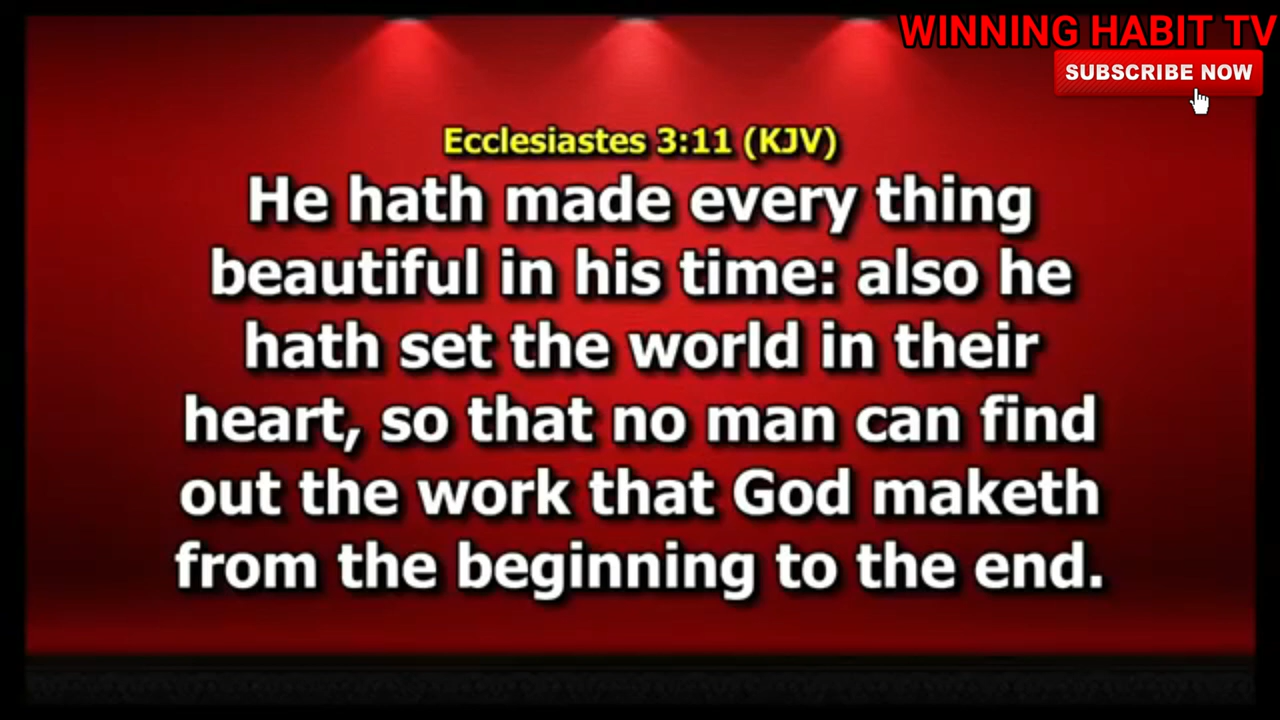 WINNING HABIT TV
SUBSCRIBE NOW
Ecclesiastes 3:11 (KJV)
He hath made every thing
beautiful in his time: also he
hath set the world in their
heart, so that no man can find
out the work that God maketh
from the beginning to the end.